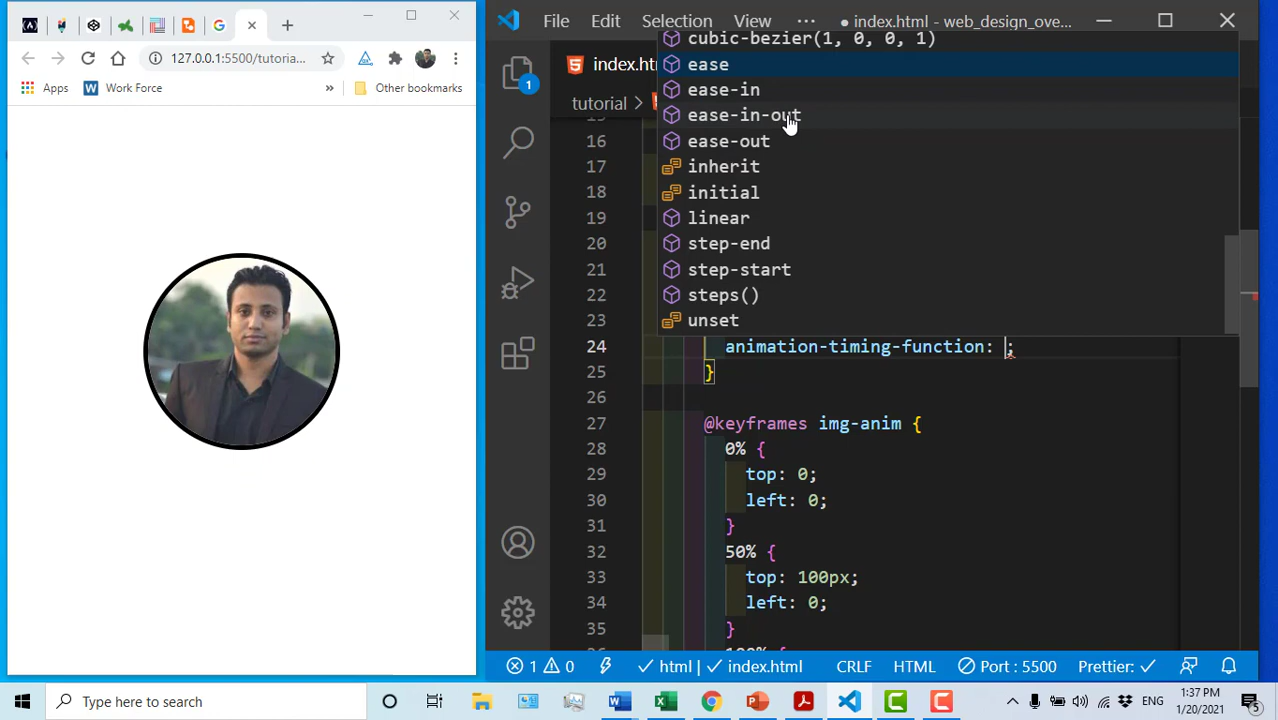 File Edit Selection View ··· ● index.html - web_design_ove...
127.0.0.1:5500/tutoria...
Apps Work Force » Other bookmarks
1
index.ht
tutorial >
cubic-bezier(1, 0, 0, 1)
ease
ease-in
ease-in-out
ease-out
inherit
initial
linear
step-end
step-start
steps()
unset
16
17
18
19
20
21
22
23
24 animation-timing-function: ;
25 }
26
27 @keyframes img-anim {
28 0% {
29 top: 0;
30 left: 0;
31 }
32 50% {
33 top: 100px;
34 left: 0;
35 }
100% {
1 0 html | index.html CRLF HTML Port : 5500 Prettier: ✓
Type here to search
1:37 PM
1/20/2021
5